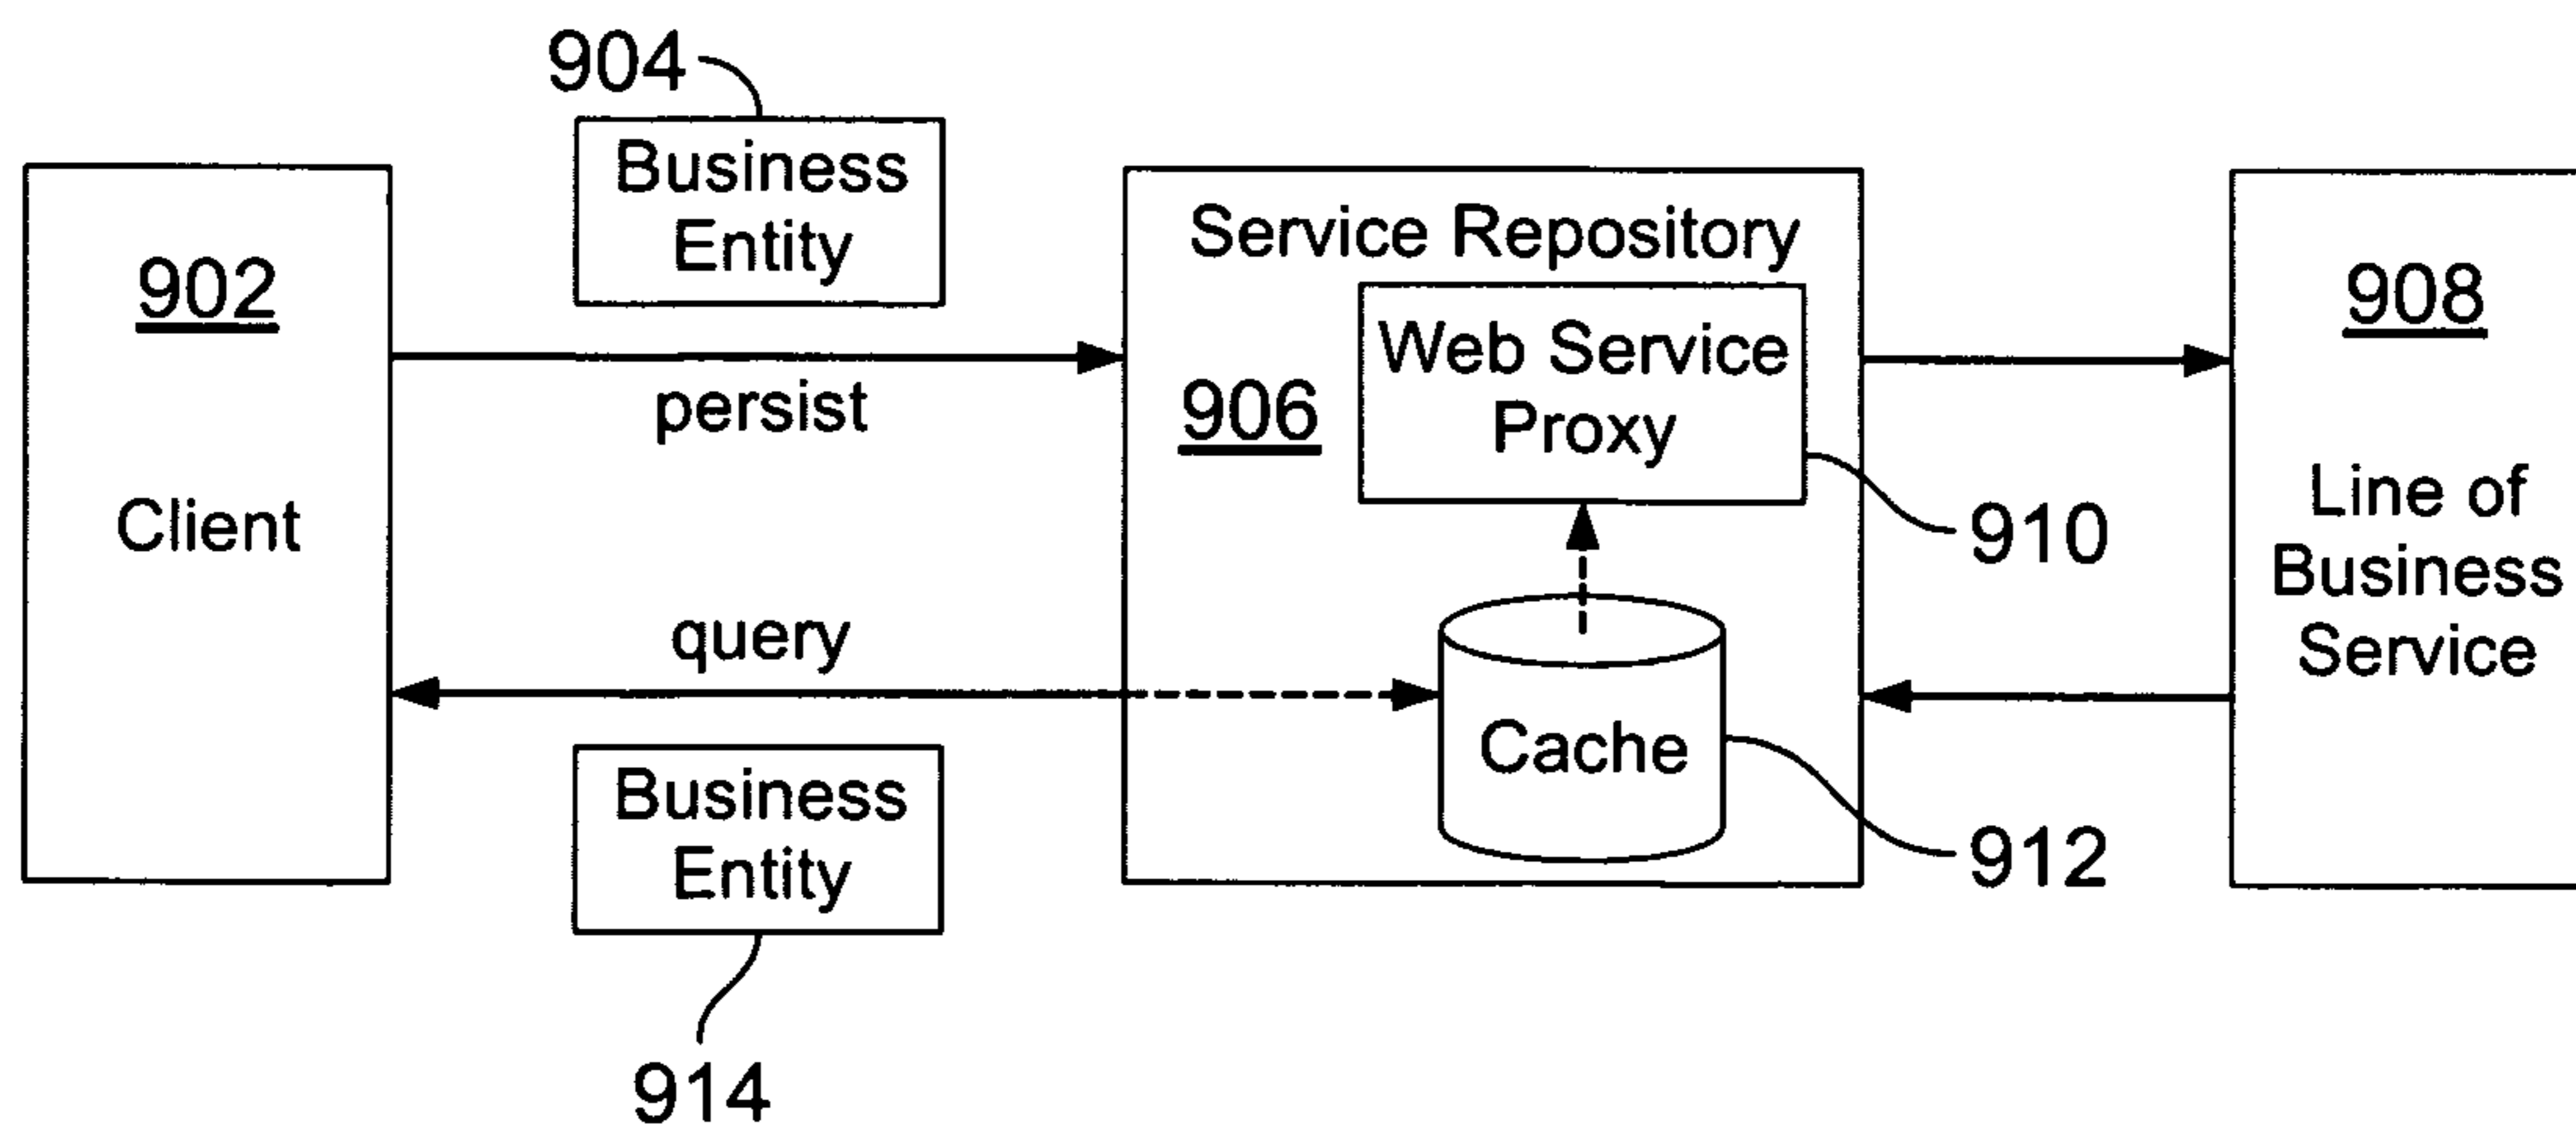 904
Business
Entity
902
Client
persist
query
Business
Entity
914
Service Repository
906
Web Service
Proxy
910
Cache
912
908
Line of
Business
Service